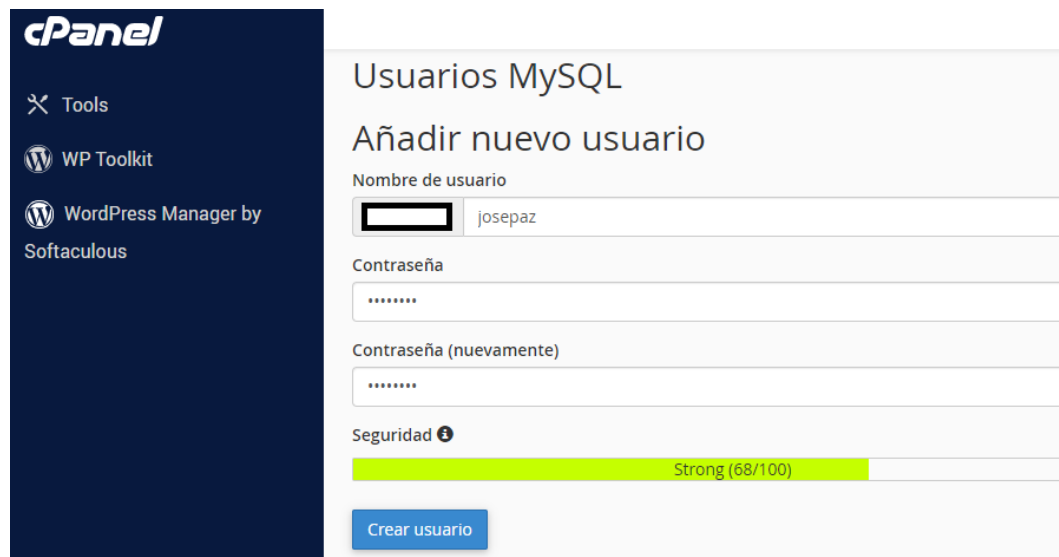 cPanel
Tools
WP Toolkit
WordPress Manager by
Softaculous
Usuarios MySQL
Añadir nuevo usuario
Nombre de usuario
josepaz
Contraseña
••••••••
Contraseña (nuevamente)
••••••••
Seguridad
Strong (68/100)
Crear usuario